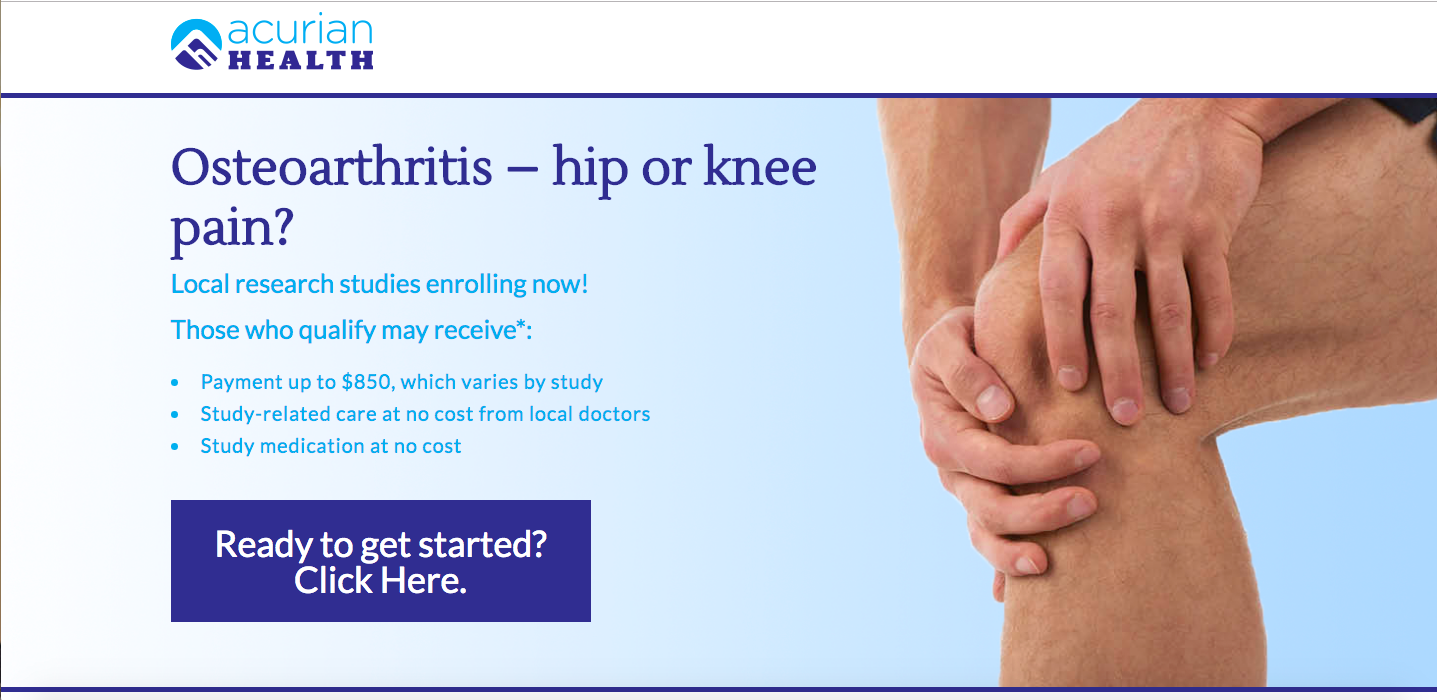 acurian
HEALTH
Osteoarthritis – hip or knee
pain?
Local research studies enrolling now!
Those who qualify may receive*:
• Payment up to $850, which varies by study
• Study-related care at no cost from local doctors
• Study medication at no cost
Ready to get started?
Click Here.